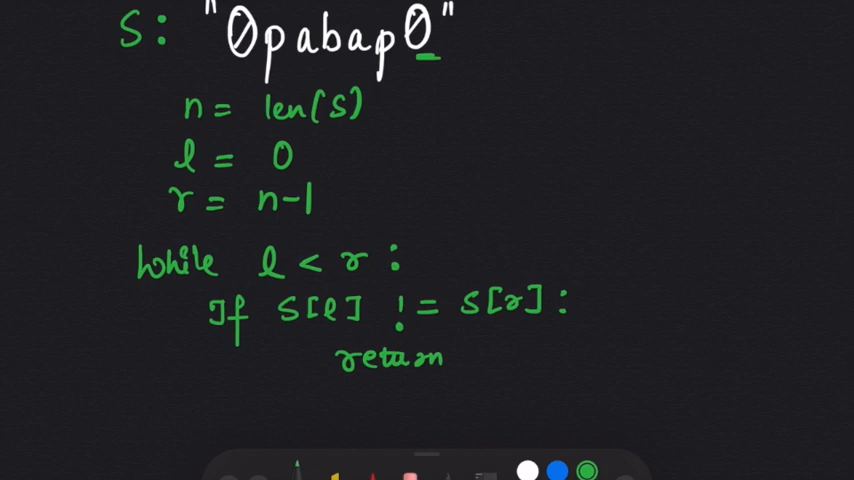 S: "0pabap0"
n = len(S)
l = 0
r = n-1
while l < r :
If S[l] != S[r] :
return